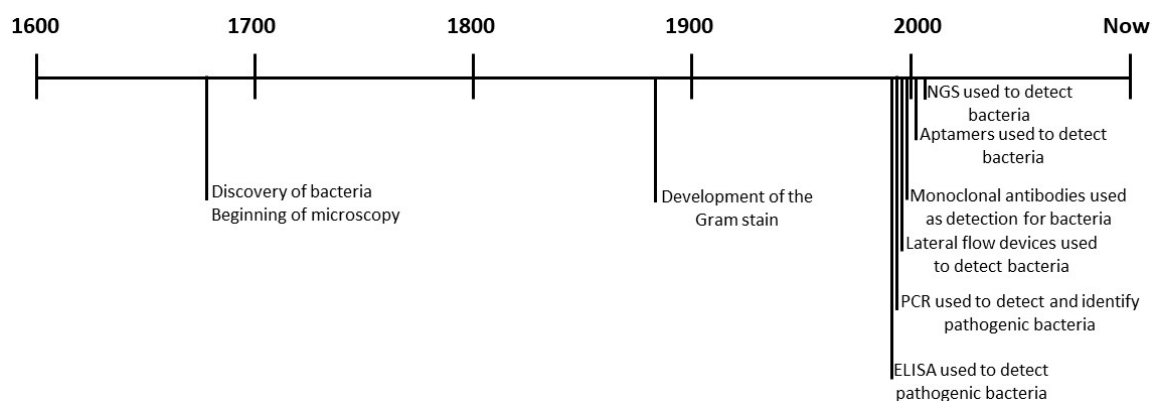 1600 1700 1800 1900 2000 Now
NGS used to detect
bacteria
Aptamers used to detect
bacteria
Discovery of bacteria
Beginning of microscopy
Development of the
Gram stain
Monoclonal antibodies used
as detection for bacteria
Lateral flow devices used
to detect bacteria
PCR used to detect and identify
pathogenic bacteria
ELISA used to detect
pathogenic bacteria